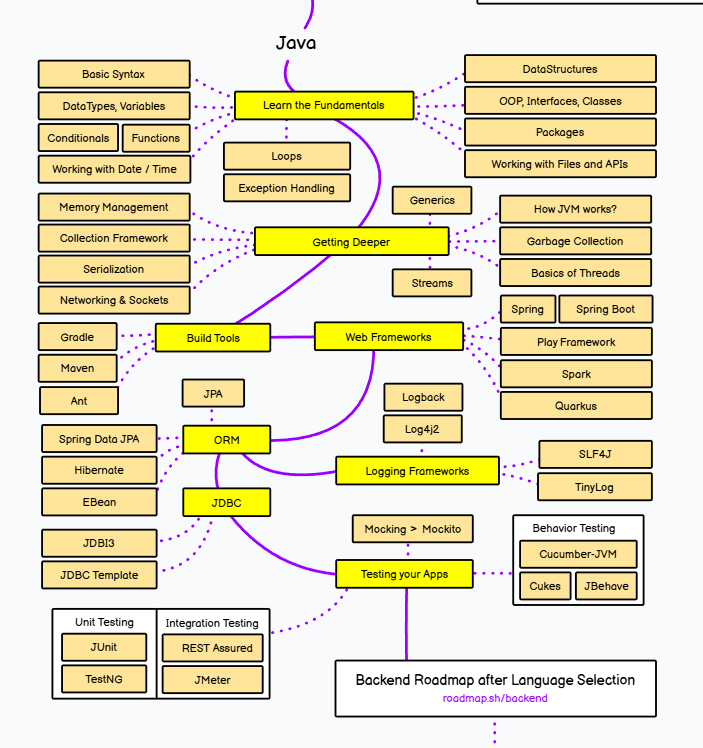 Java
Basic Syntax
DataTypes, Variables
Conditionals
Functions
Working with Date / Time
Learn the Fundamentals
Loops
Exception Handling
DataStructures
OOP, Interfaces, Classes
Packages
Working with Files and APIs
Memory Management
Collection Framework
Serialization
Networking & Sockets
Getting Deeper
Generics
Streams
How JVM works?
Garbage Collection
Basics of Threads
Gradle
Maven
Ant
Build Tools
Web Frameworks
Spring
Spring Boot
Play Framework
Spark
Quarkus
JPA
ORM
Spring Data JPA
Hibernate
EBean
Logback
Log4j2
Logging Frameworks
SLF4J
TinyLog
JDBC
JDBI3
JDBC Template
Mocking > Mockito
Testing your Apps
Behavior Testing
Cucumber-JVM
Cukes
JBehave
Unit Testing
JUnit
TestNG
Integration Testing
REST Assured
JMeter
Backend Roadmap after Language Selection
roadmap.sh/backend